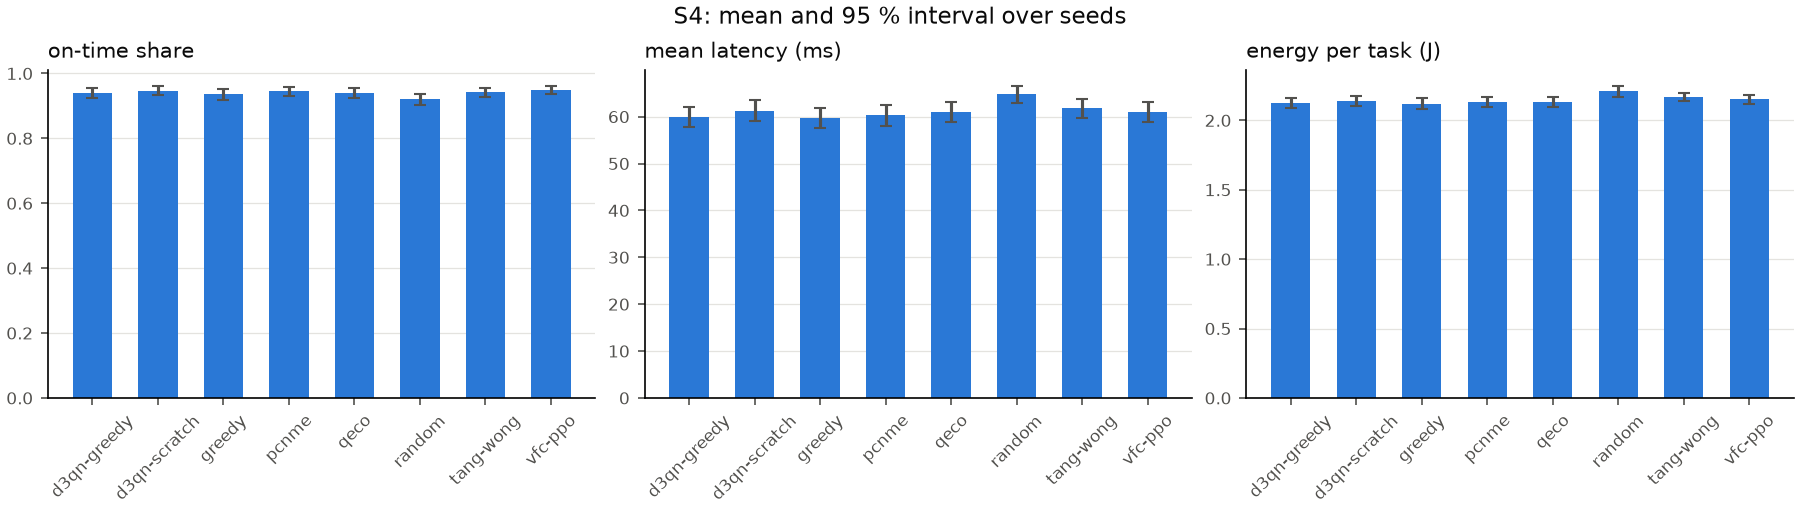 S4: mean and 95 % interval over seeds
on-time share
1.0
0.8
0.6
0.4
0.2
0.0
d3qn-greedy
d3qn-scratch
greedy
pcnme
qeco
random
tang-wong
vfc-ppo
mean latency (ms)
60
50
40
30
20
10
0
d3qn-greedy
d3qn-scratch
greedy
pcnme
qeco
random
tang-wong
vfc-ppo
energy per task (J)
2.0
1.5
1.0
0.5
0.0
d3qn-greedy
d3qn-scratch
greedy
pcnme
qeco
random
tang-wong
vfc-ppo